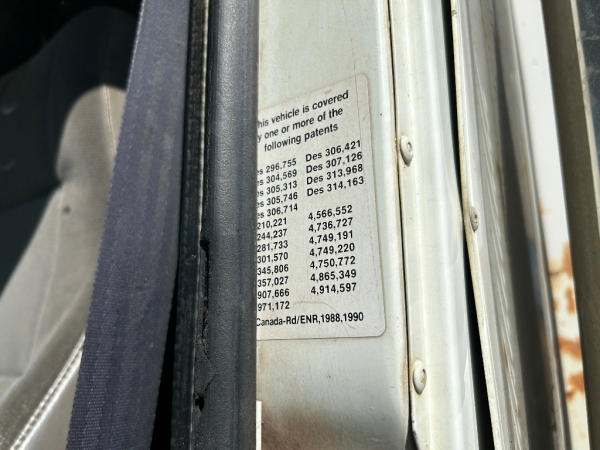 his vehicle is covered
y one or more of the
following patents
es 296,755 Des 306,421
es 304,569 Des 307,126
es 305,313 Des 313,968
es 305,746 Des 314,163
es 306,714
210,221 4,566,552
244,237 4,736,727
281,733 4,749,191
301,570 4,749,220
345,806 4,750,772
357,027 4,865,349
907,666 4,914,597
971,172
Canada-Rd/ENR,1988,1990